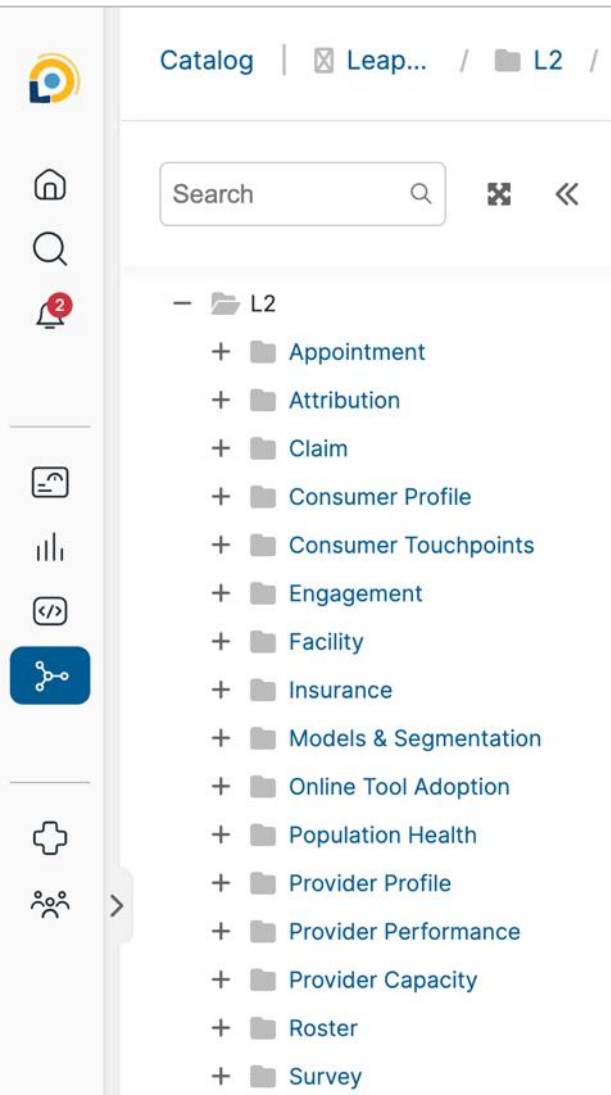 Catalog | Leap... / L2 /
Search
2
L2
Appointment
Attribution
Claim
Consumer Profile
Consumer Touchpoints
Engagement
Facility
Insurance
Models & Segmentation
Online Tool Adoption
Population Health
Provider Profile
Provider Performance
Provider Capacity
Roster
Survey